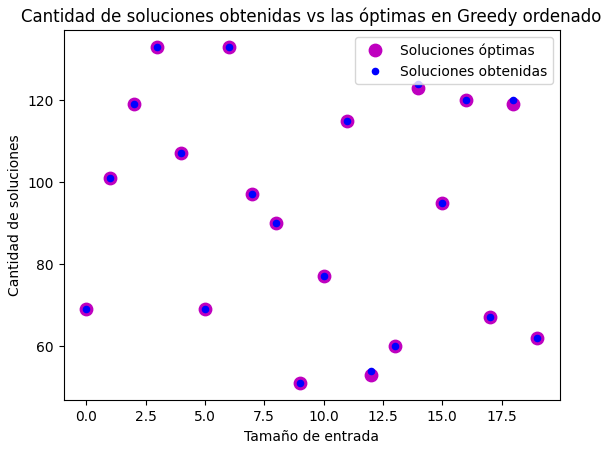 Cantidad de soluciones obtenidas vs las óptimas en Greedy ordenado
Soluciones óptimas
Soluciones obtenidas
Cantidad de soluciones
120
100
80
60
0.0 2.5 5.0 7.5 10.0 12.5 15.0 17.5
Tamaño de entrada